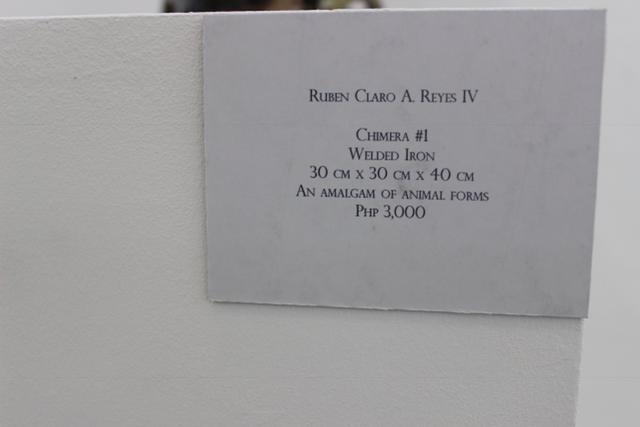 Ruben Claro A. Reyes IV
Chimera #1
Welded Iron
30 cm x 30 cm x 40 cm
An amalgam of animal forms
Php 3,000